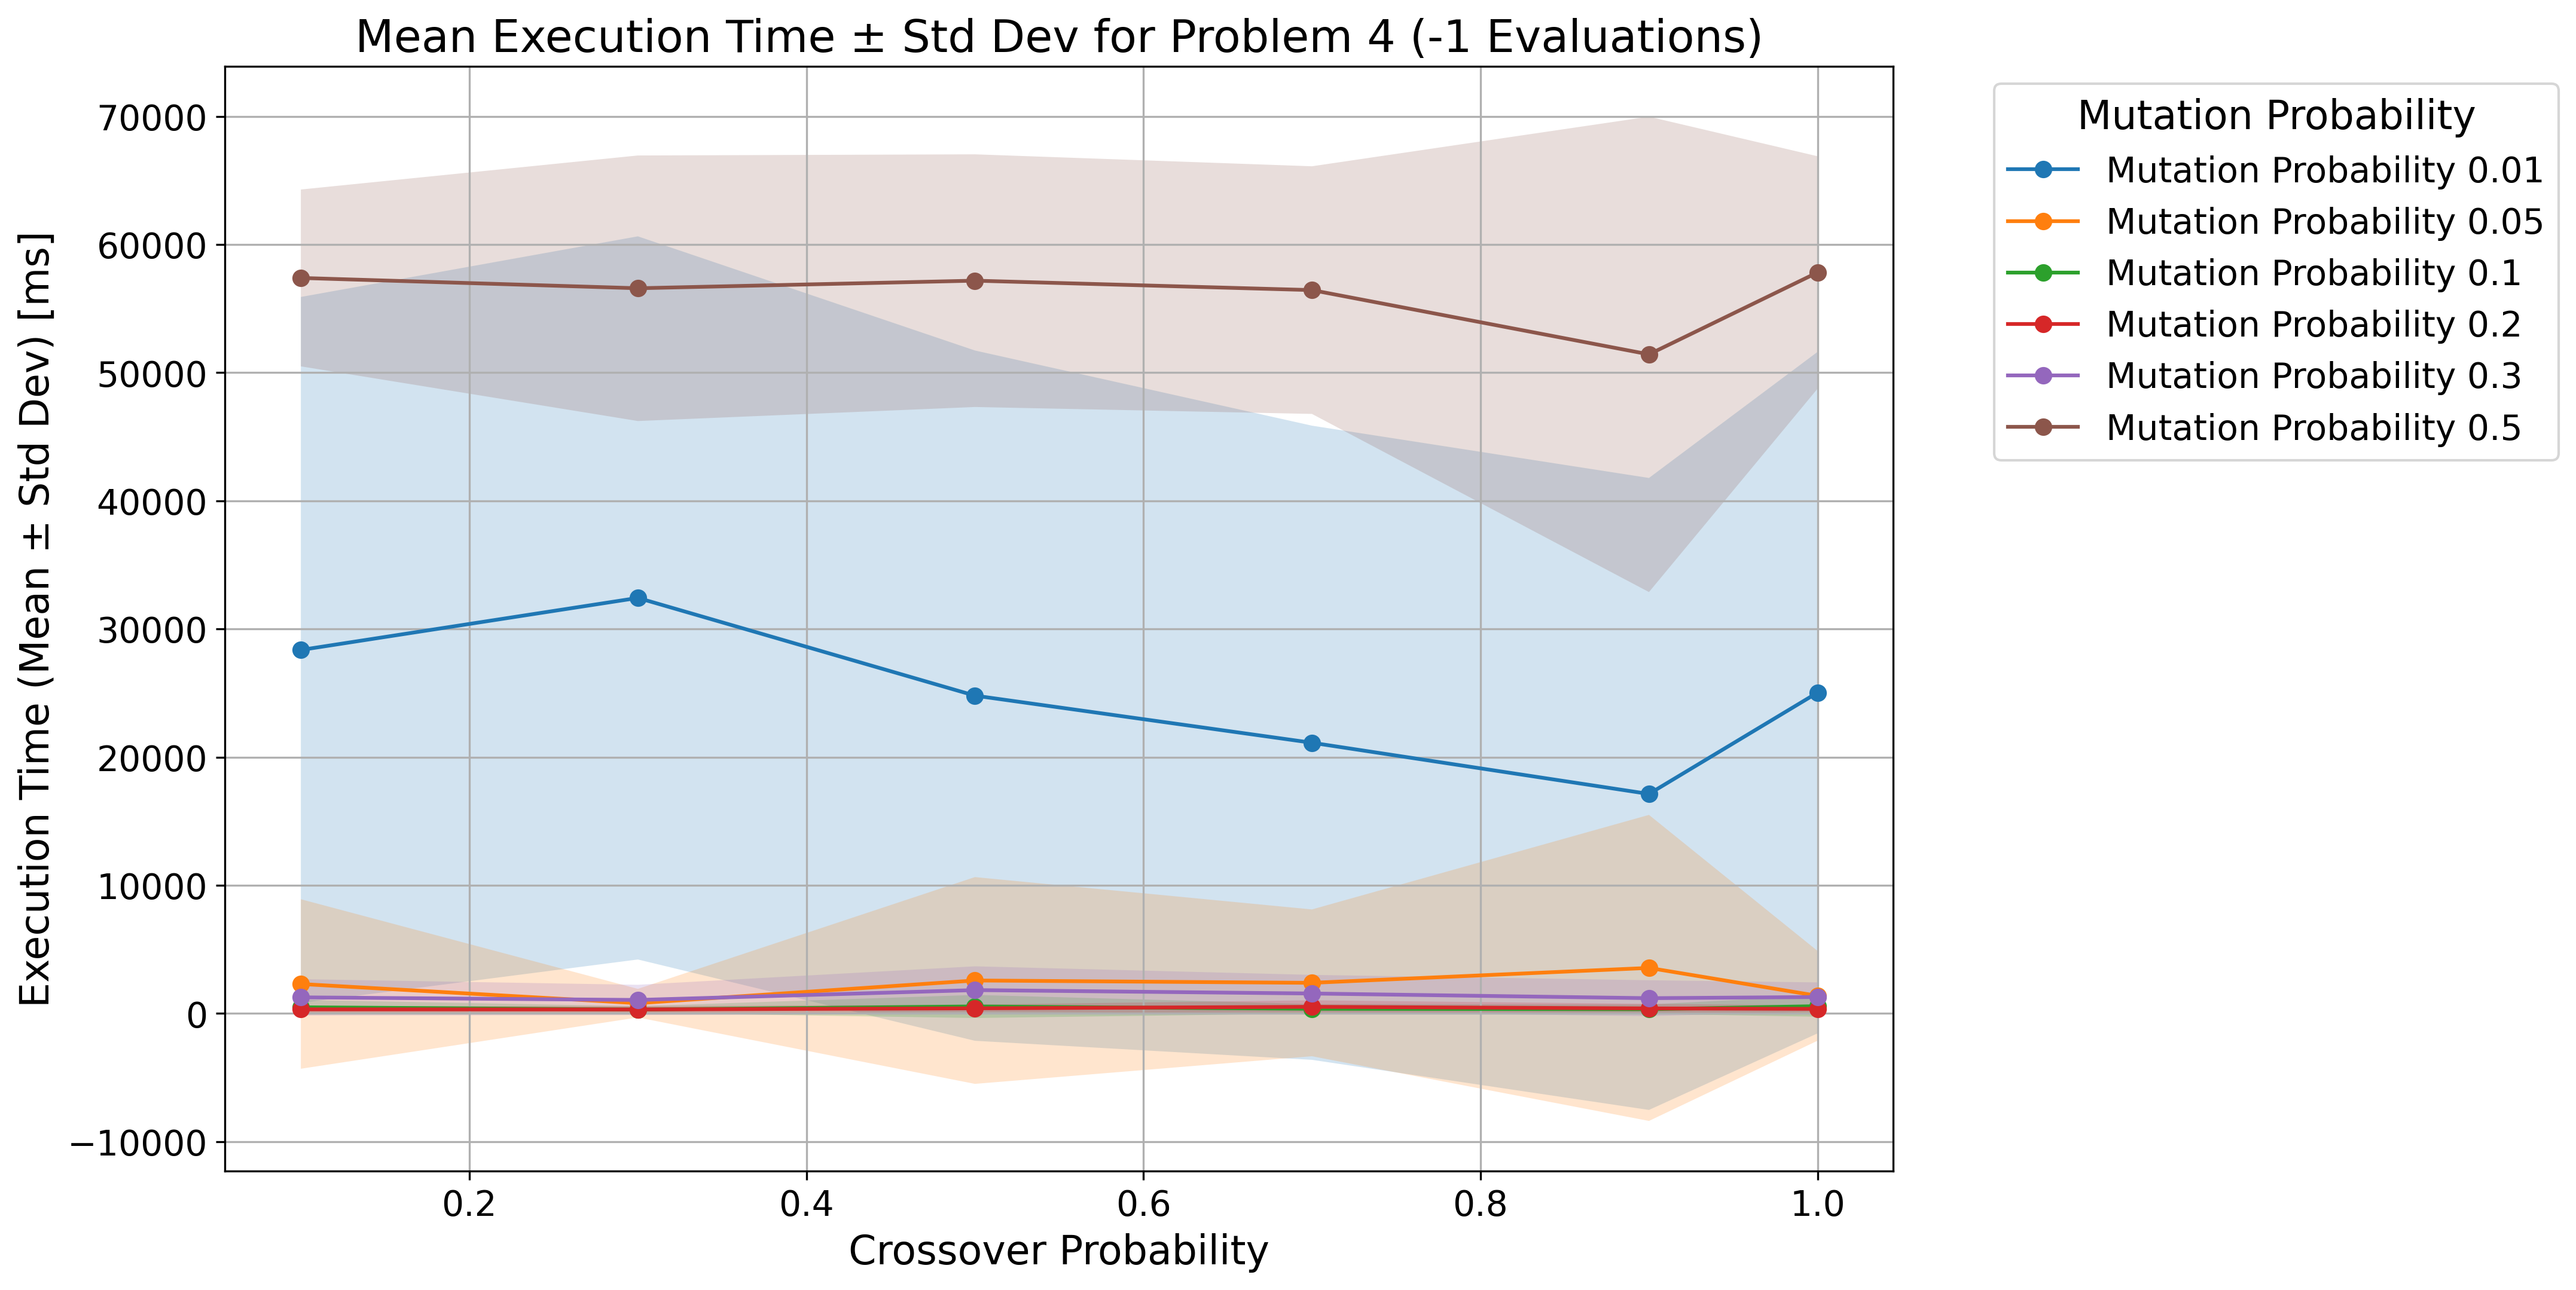 Mean Execution Time ± Std Dev for Problem 4 (-1 Evaluations)
Execution Time (Mean ± Std Dev) [ms]
70000
60000
50000
40000
30000
20000
10000
0
−10000
0.2
0.4
0.6
0.8
1.0
Crossover Probability
Mutation Probability
Mutation Probability 0.01
Mutation Probability 0.05
Mutation Probability 0.1
Mutation Probability 0.2
Mutation Probability 0.3
Mutation Probability 0.5